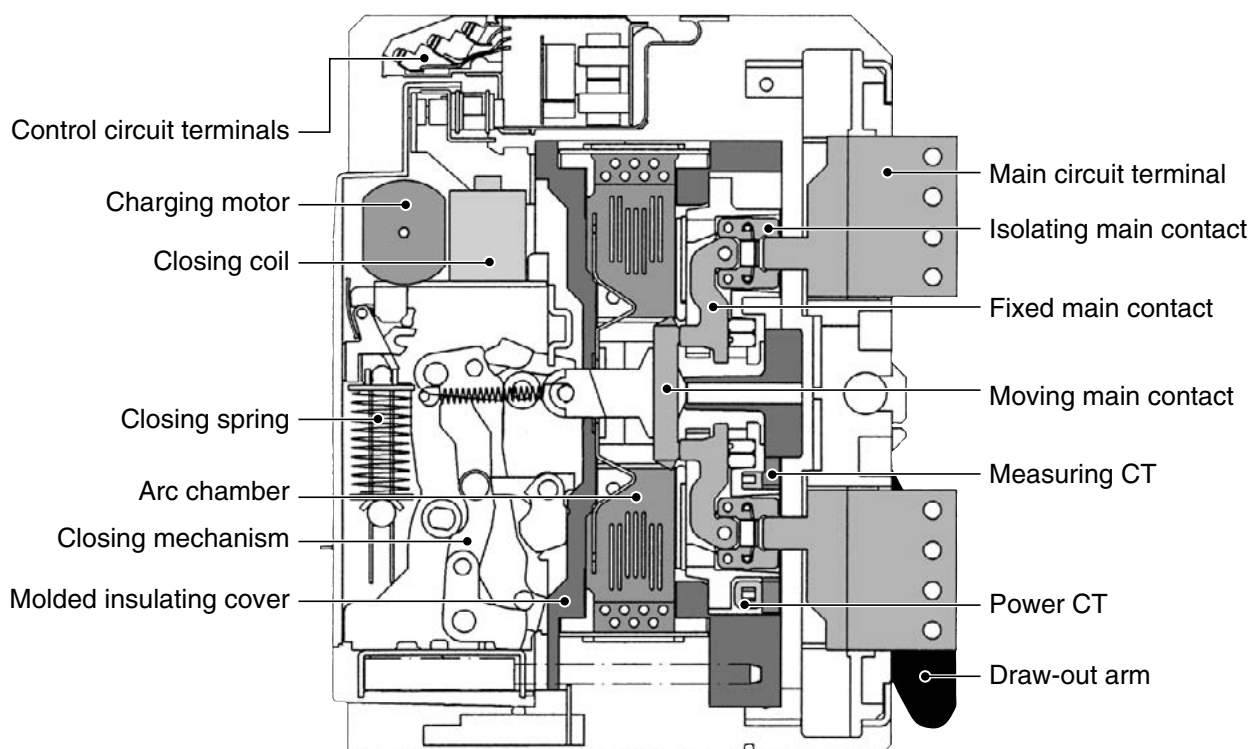 Control circuit terminals
Charging motor
Closing coil
Closing spring
Arc chamber
Closing mechanism
Molded insulating cover
Main circuit terminal
Isolating main contact
Fixed main contact
Moving main contact
Measuring CT
Power CT
Draw-out arm